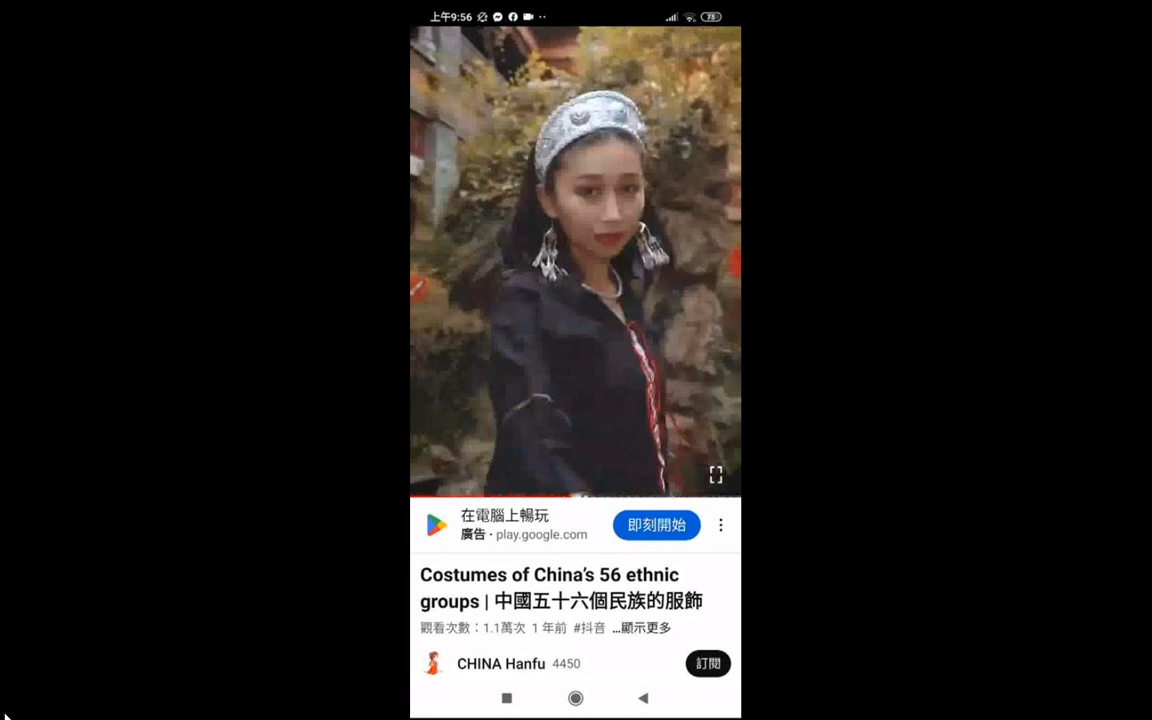 上午9:56
73
在電腦上暢玩
廣告・play.google.com
即刻開始
Costumes of China’s 56 ethnic
groups | 中國五十六個民族的服飾
觀看次數：1.1萬次 1 年前 #抖音 ...顯示更多
CHINA Hanfu 4450
訂閱